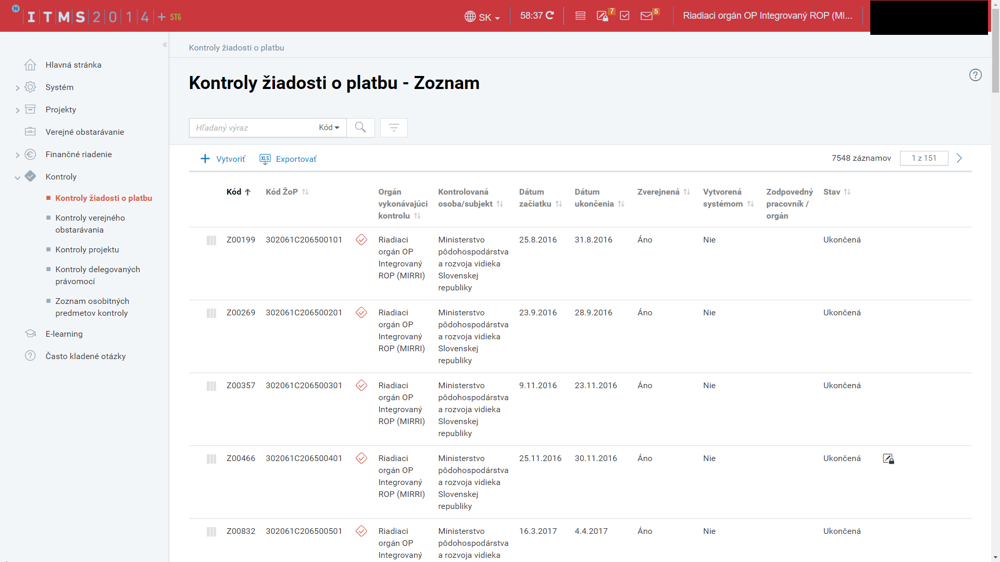 ITMS2014+ STG
SK
58:37
7
5
Riadiaci orgán OP Integrovaný ROP (MI...
Hlavná stránka
Systém
Projekty
Verejné obstarávanie
Finančné riadenie
Kontroly
Kontroly žiadosti o platbu
Kontroly verejného
obstarávania
Kontroly projektu
Kontroly delegovaných
právomocí
Zoznam osobitných
predmetov kontroly
E-learning
Často kladené otázky
Kontroly žiadosti o platbu
Kontroly žiadosti o platbu - Zoznam
Hľadaný výraz
Kód
Vytvoriť
XLS Exportovať
7548 záznamov
1 z 151
Kód
Kód ŽoP
Orgán
vykonávajúci
kontrolu
Kontrolovaná
osoba/subjekt
Dátum
začiatku
Dátum
ukončenia
Zverejnená
Vytvorená
systémom
Zodpovedný
pracovník /
orgán
Stav
Z00199
302061C206500101
Riadiaci
orgán OP
Integrovaný
ROP (MIRRI)
Ministerstvo
pôdohospodárstva
a rozvoja vidieka
Slovenskej
republiky
25.8.2016
31.8.2016
Áno
Nie
Ukončená
Z00269
302061C206500201
Riadiaci
orgán OP
Integrovaný
ROP (MIRRI)
Ministerstvo
pôdohospodárstva
a rozvoja vidieka
Slovenskej
republiky
23.9.2016
28.9.2016
Áno
Nie
Ukončená
Z00357
302061C206500301
Riadiaci
orgán OP
Integrovaný
ROP (MIRRI)
Ministerstvo
pôdohospodárstva
a rozvoja vidieka
Slovenskej
republiky
9.11.2016
23.11.2016
Áno
Nie
Ukončená
Z00466
302061C206500401
Riadiaci
orgán OP
Integrovaný
ROP (MIRRI)
Ministerstvo
pôdohospodárstva
a rozvoja vidieka
Slovenskej
republiky
25.11.2016
30.11.2016
Áno
Nie
Ukončená
Z00832
302061C206500501
Riadiaci
orgán OP
Integrovaný
Ministerstvo
pôdohospodárstva
a rozvoja vidieka
16.3.2017
4.4.2017
Áno
Nie
Ukončená